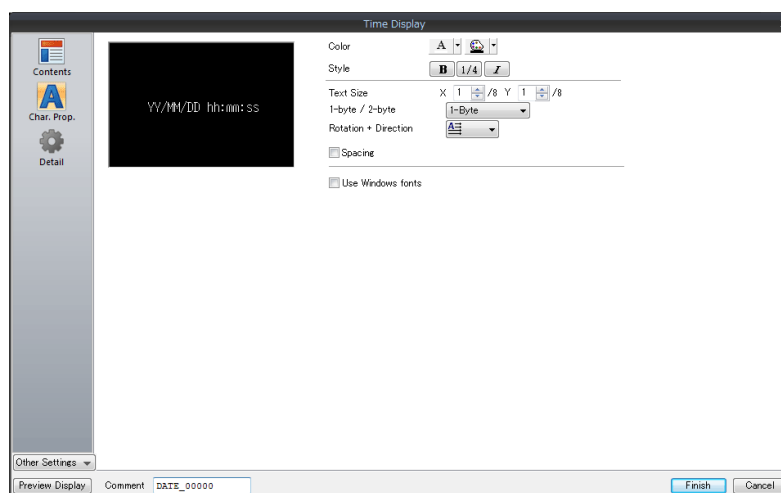 Time Display
Contents
Char. Prop.
Detail
YY/MM/DD hh:mm:ss
Color A
Style B 1/4 I
Text Size X 1 /8 Y 1 /8
1-byte / 2-byte 1-Byte
Rotation + Direction A
Spacing
Use Windows fonts
Other Settings
Preview Display Comment DATE_00000 Finish Cancel